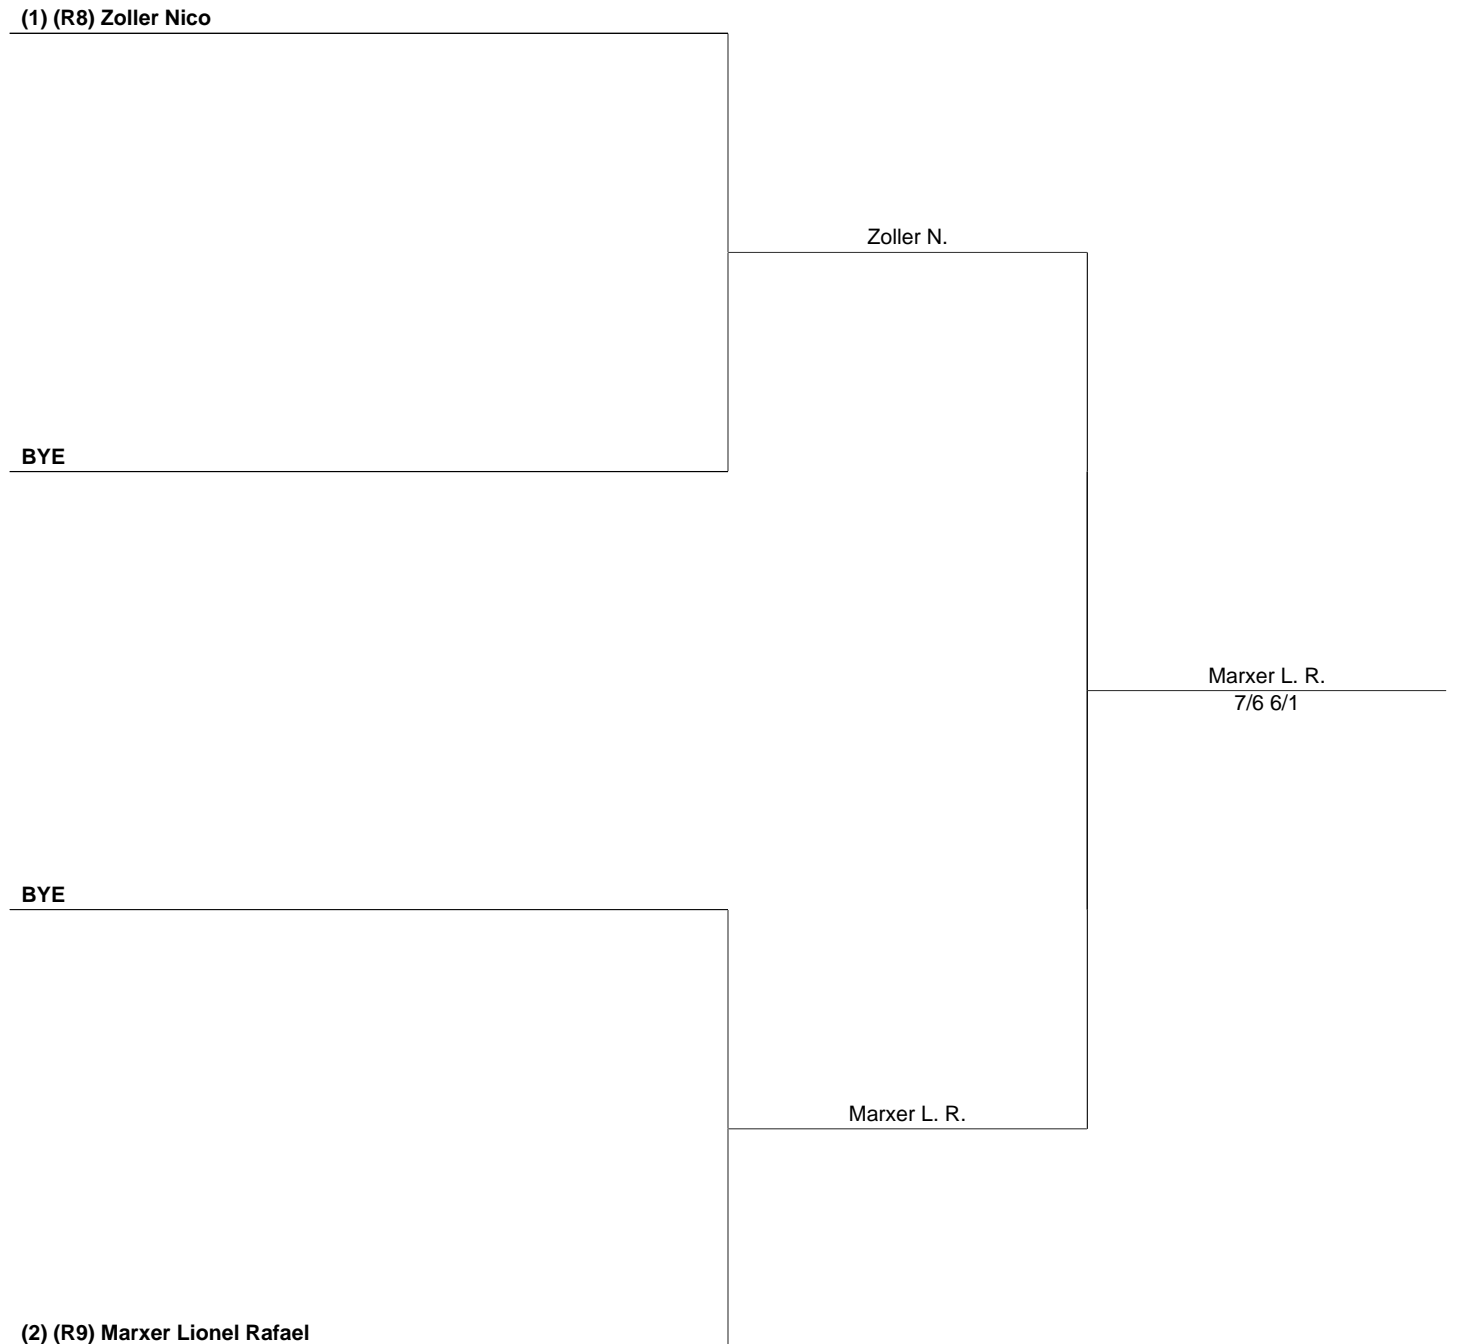 (1) (R8) Zoller Nico
Zoller N.
BYE
Marxer L. R.
7/6 6/1
BYE
Marxer L. R.
(2) (R9) Marxer Lionel Rafael